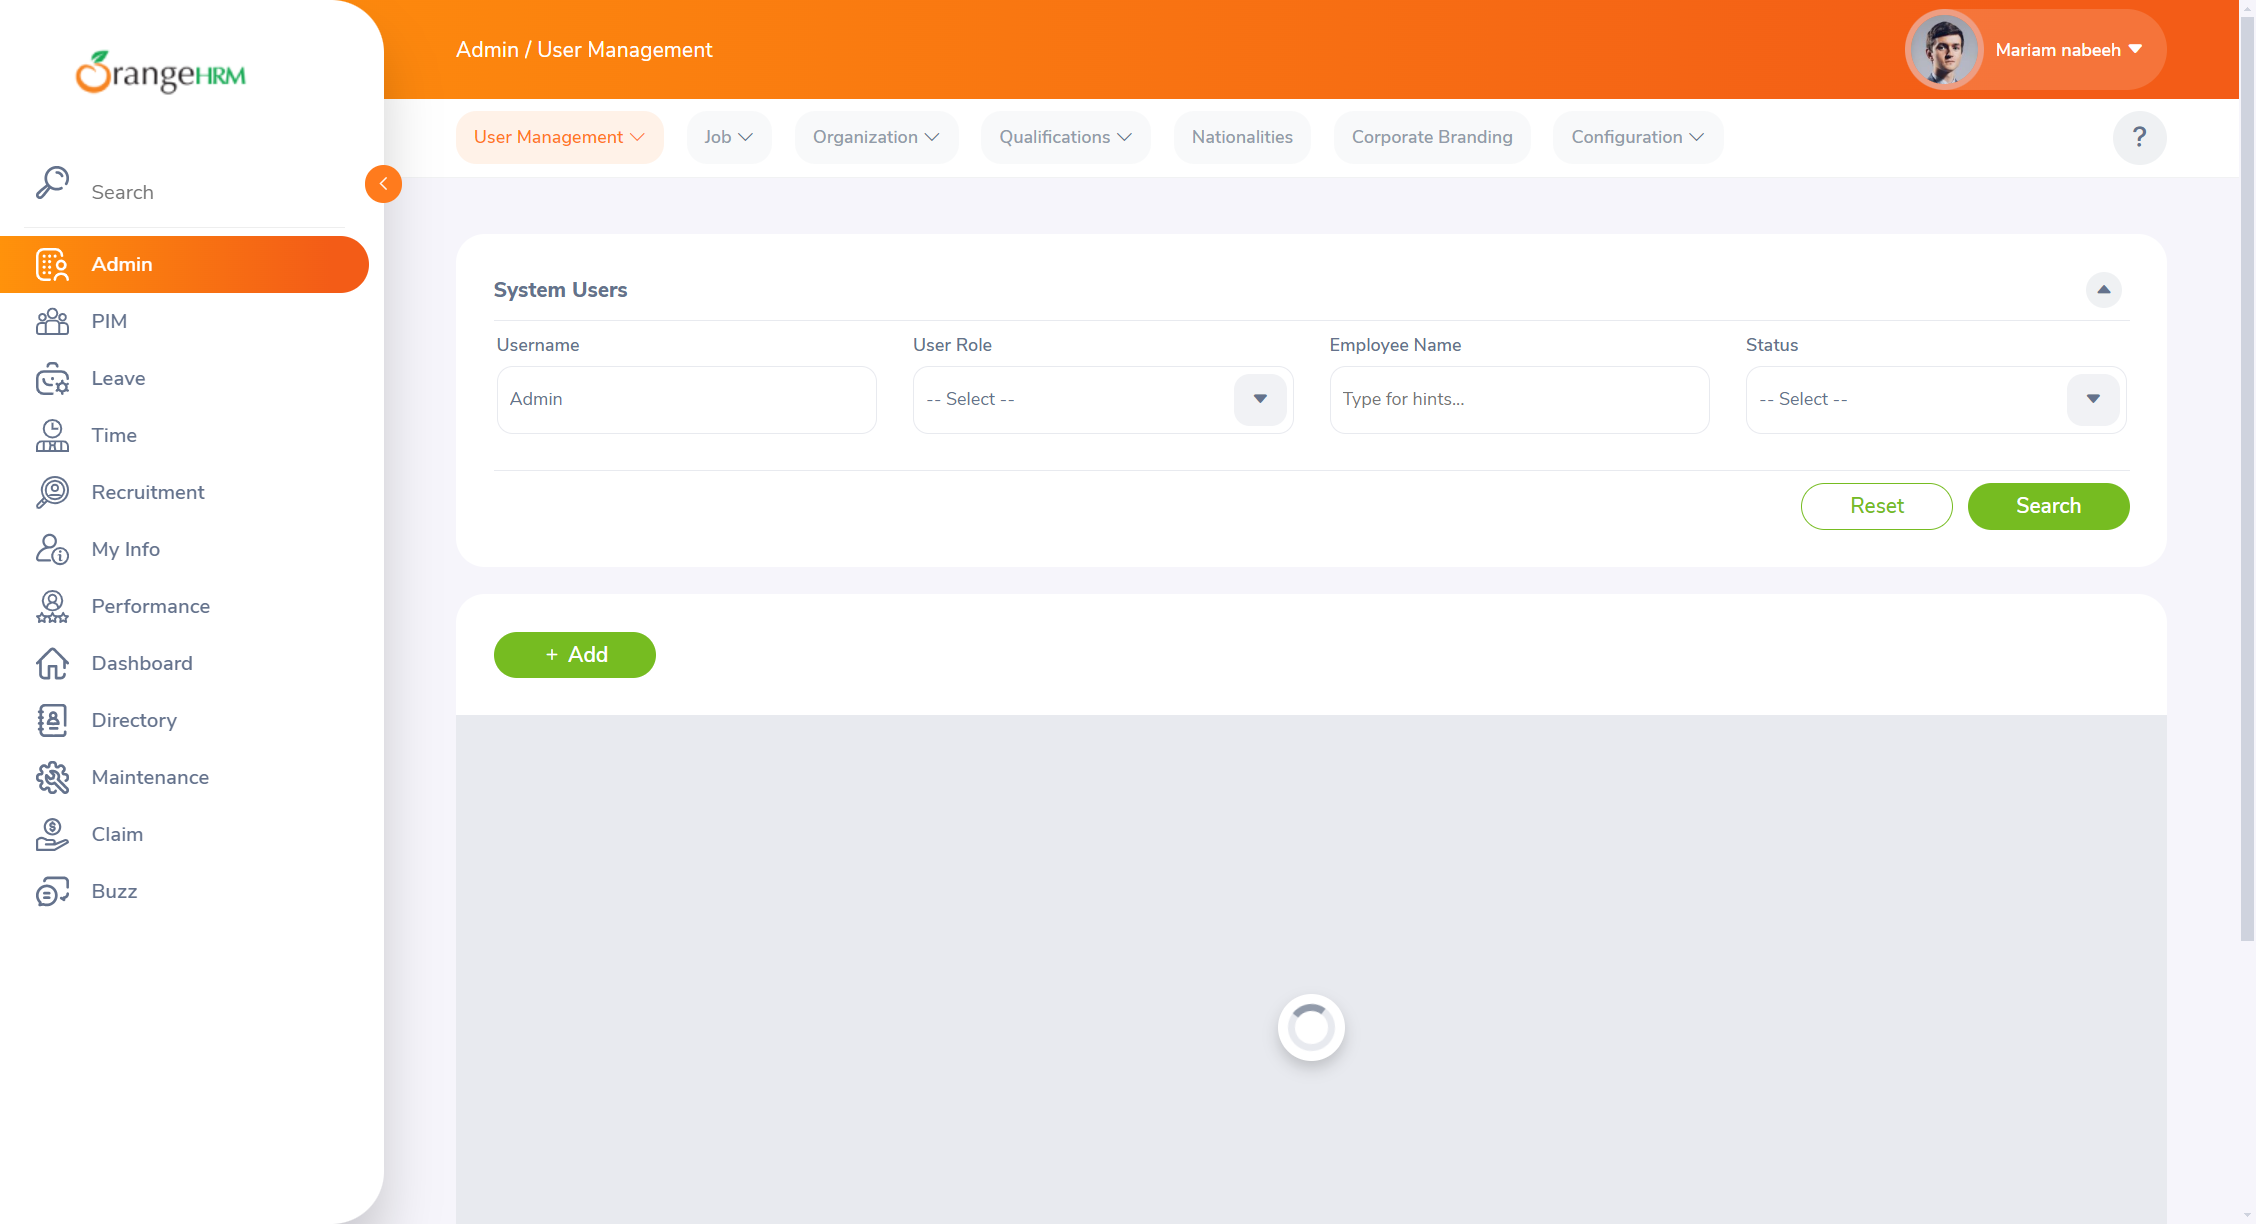 OrangeHRM
Search
Admin
PIM
Leave
Time
Recruitment
My Info
Performance
Dashboard
Directory
Maintenance
Claim
Buzz
Admin / User Management
Mariam nabeeh
User Management
Job
Organization
Qualifications
Nationalities
Corporate Branding
Configuration
?
System Users
Username
User Role
Employee Name
Status
Admin
-- Select --
Type for hints...
-- Select --
Reset
Search
+ Add